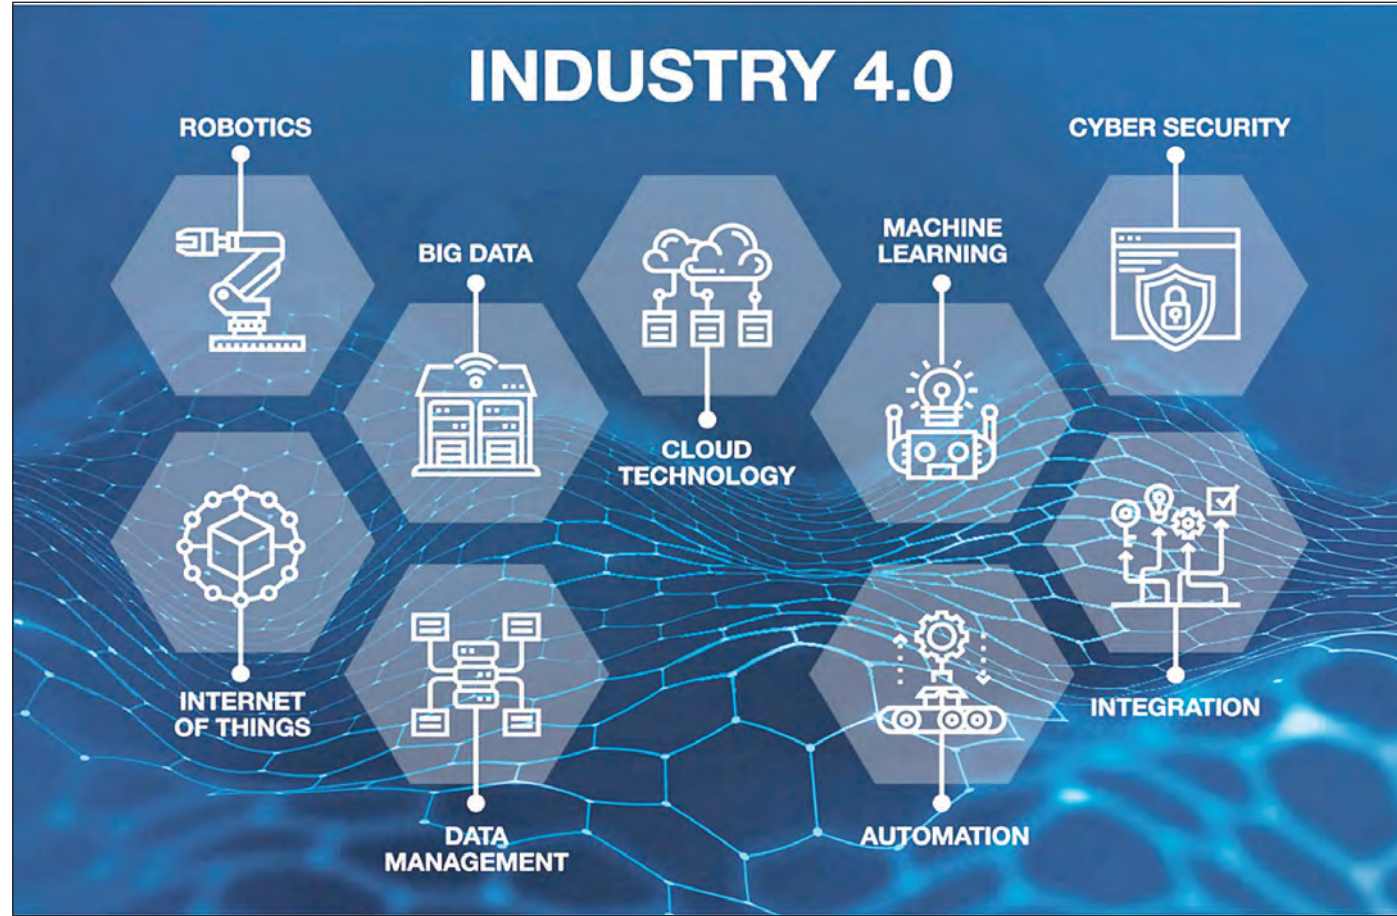 INDUSTRY 4.0
ROBOTICS
CYBER SECURITY
BIG DATA
MACHINE
LEARNING
CLOUD
TECHNOLOGY
INTERNET
OF THINGS
INTEGRATION
DATA
MANAGEMENT
AUTOMATION